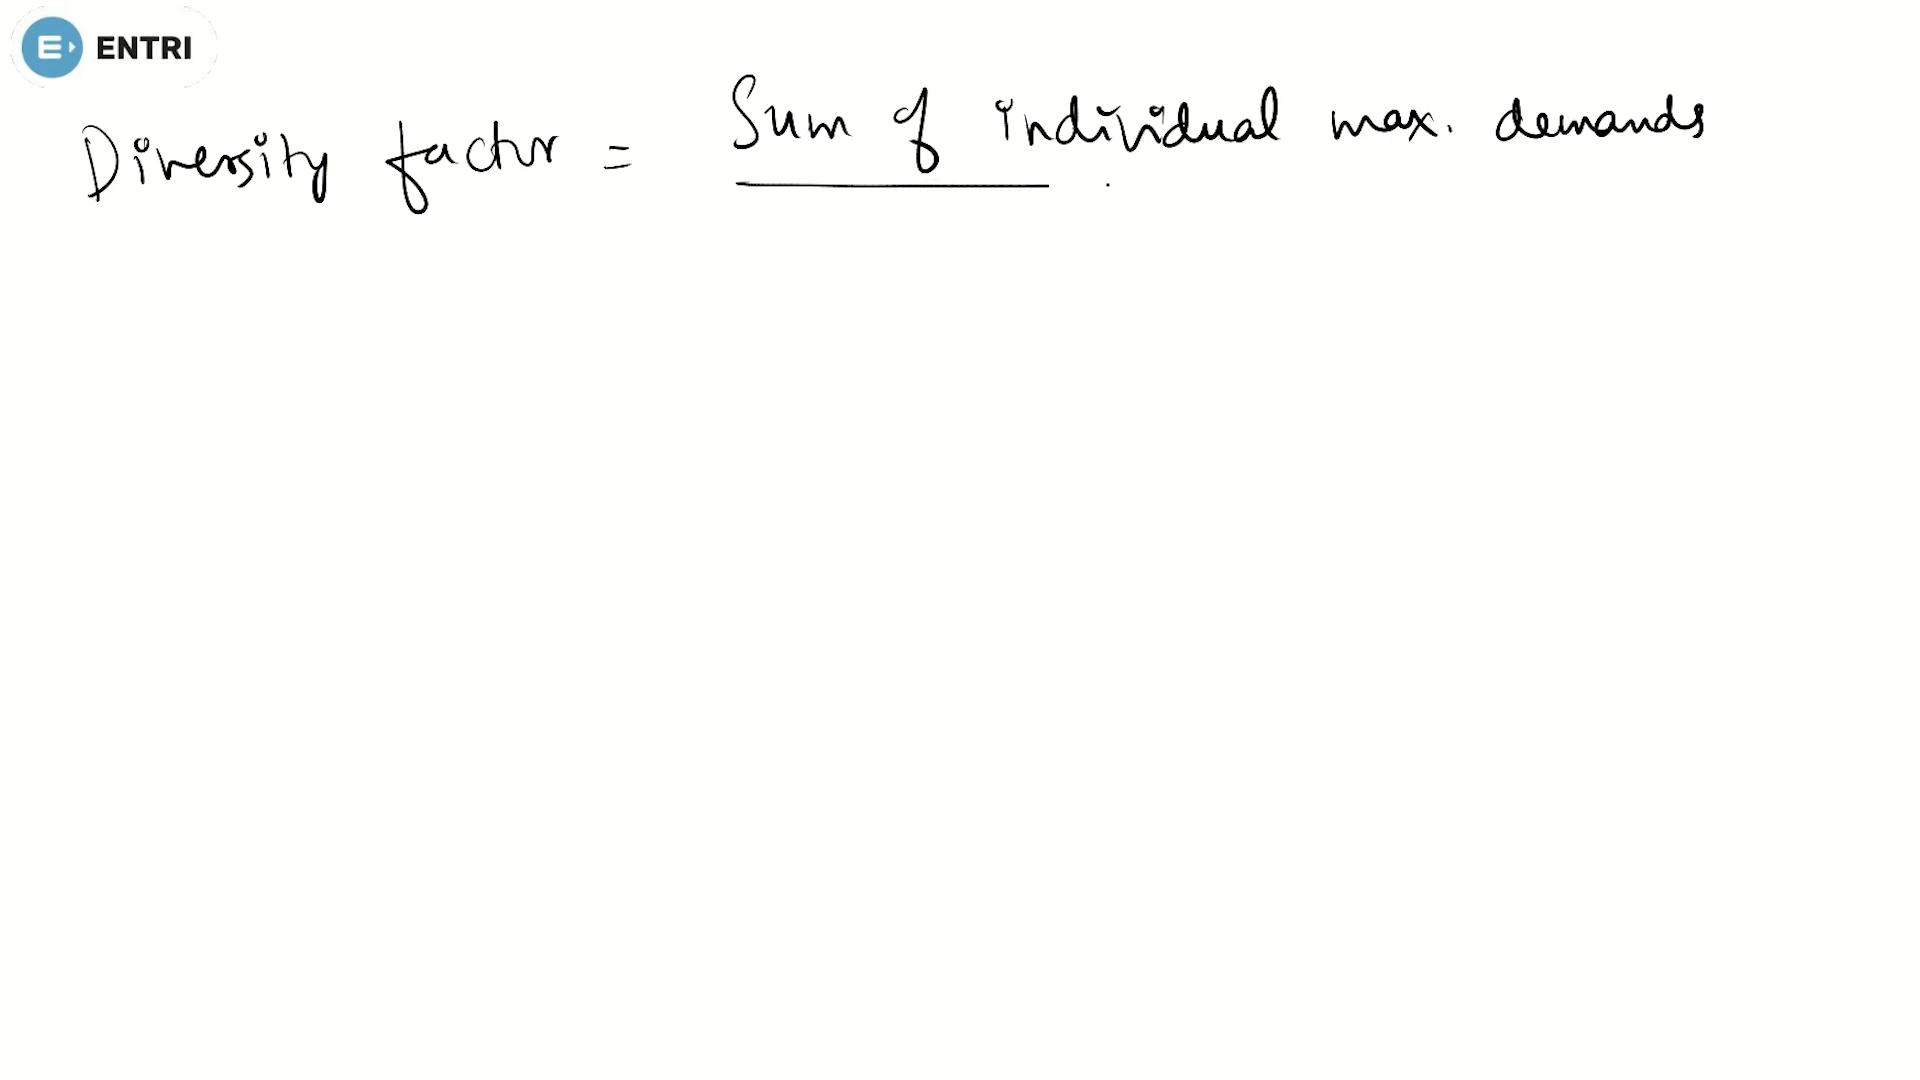 ENTRI
Diversity factor = Sum of individual max. demands